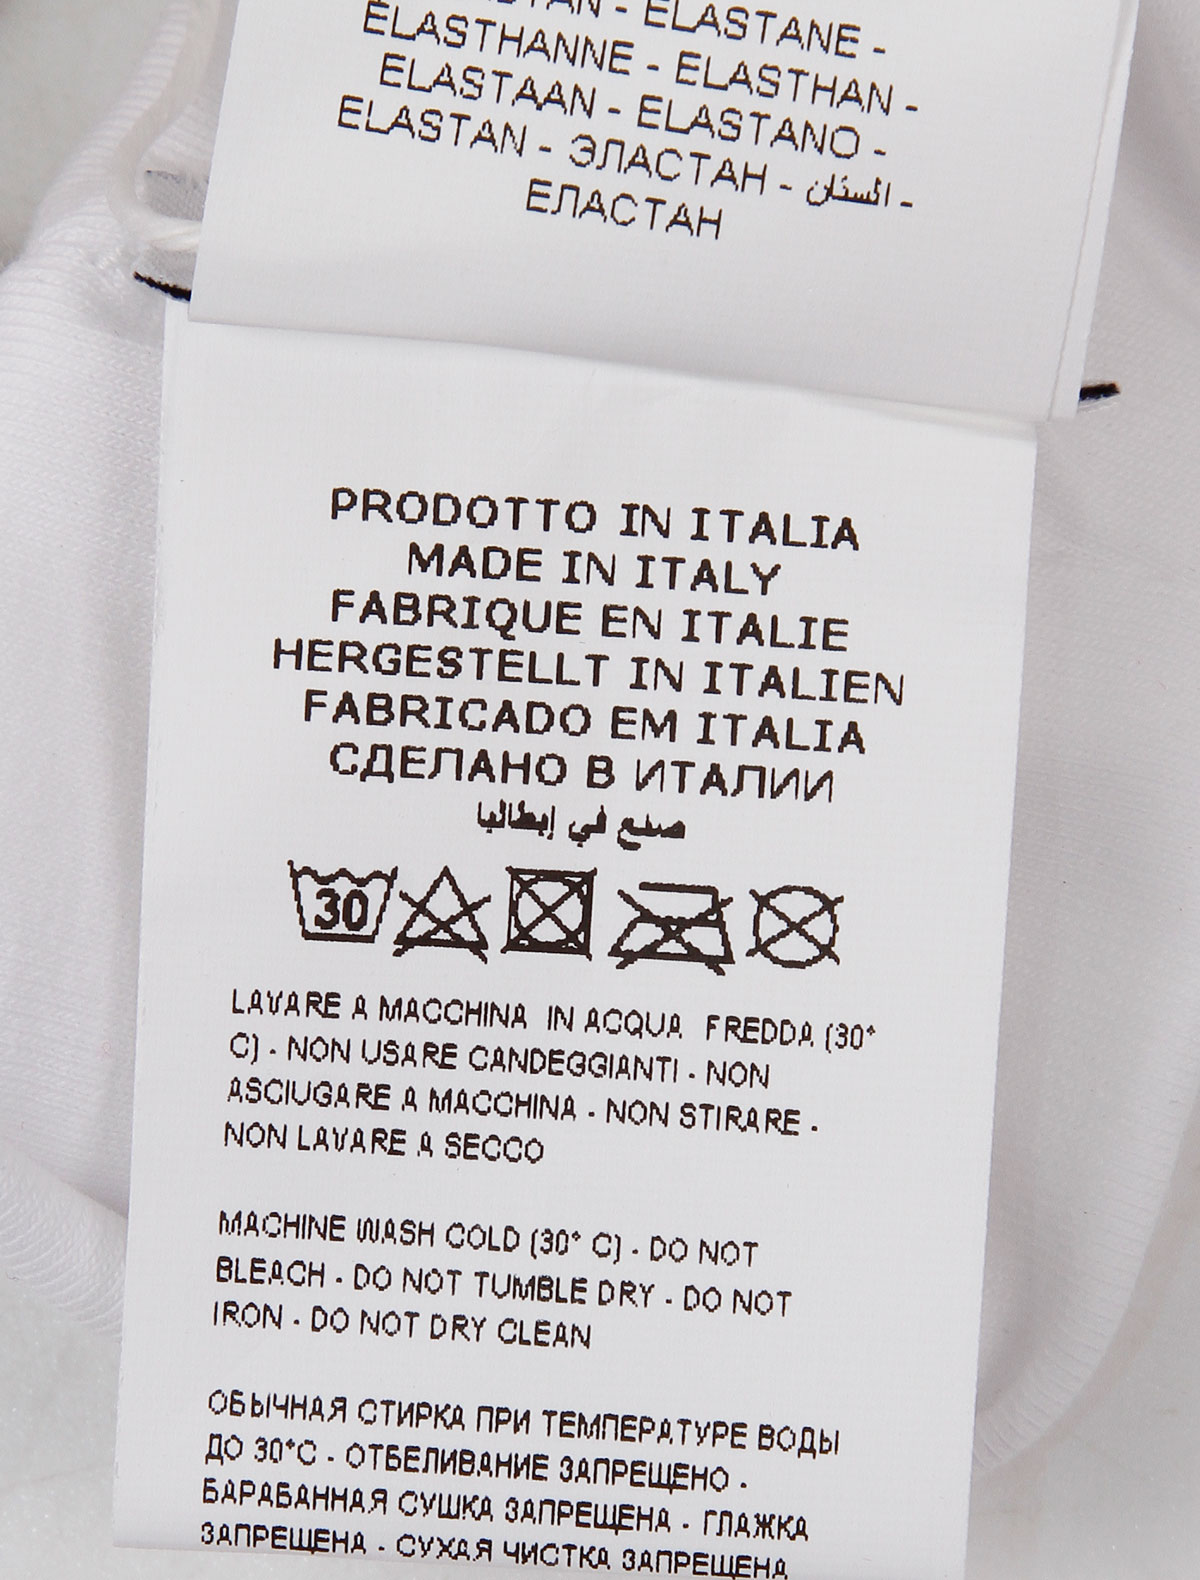 ELASTANE -
ELASTHANNE - ELASTHAN -
ELASTAAN - ELASTANO -
ELASTAN - ЭЛАСТАН - الستان -
ЕЛАСТАН
PRODOTTO IN ITALIA
MADE IN ITALY
FABRIQUE EN ITALIE
HERGESTELLT IN ITALIEN
FABRICADO EM ITALIA
СДЕЛАНО В ИТАЛИИ
صنع في إيطاليا
30
LAVARE A MACCHINA IN ACQUA FREDDA (30°
C) - NON USARE CANDEGGIANTI - NON
ASCIUGARE A MACCHINA - NON STIRARE -
NON LAVARE A SECCO
MACHINE WASH COLD (30° C) - DO NOT
BLEACH - DO NOT TUMBLE DRY - DO NOT
IRON - DO NOT DRY CLEAN
ОБЫЧНАЯ СТИРКА ПРИ ТЕМПЕРАТУРЕ ВОДЫ
ДО 30°C - ОТБЕЛИВАНИЕ ЗАПРЕЩЕНО -
БАРАБАННАЯ СУШКА ЗАПРЕЩЕНА - ГЛАЖКА
ЗАПРЕЩЕНА - СУХАЯ ЧИСТКА ЗАПРЕЩЕНА